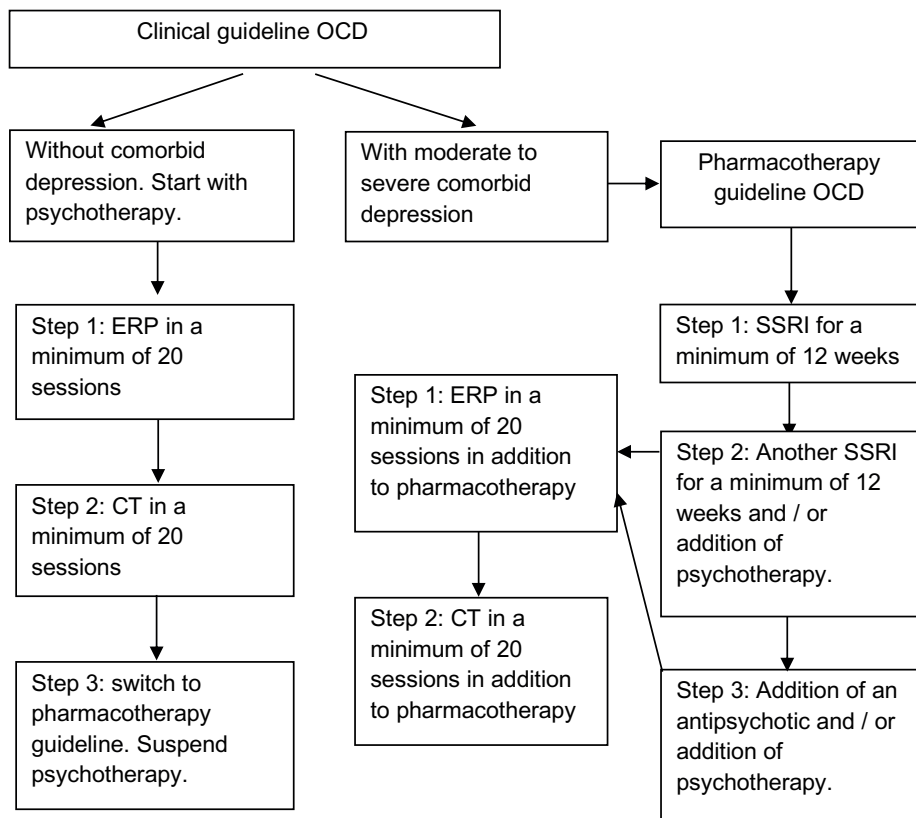 Clinical guideline OCD
Without comorbid
depression. Start with
psychotherapy.
With moderate to
severe comorbid
depression
Pharmacotherapy
guideline OCD
Step 1: ERP in a
minimum of 20
sessions
Step 1: SSRI for a
minimum of 12 weeks
Step 1: ERP in a
minimum of 20
sessions in addition
to pharmacotherapy
Step 2: Another SSRI
for a minimum of 12
weeks and / or
addition of
psychotherapy.
Step 2: CT in a
minimum of 20
sessions
Step 2: CT in a
minimum of 20
sessions in addition
to pharmacotherapy
Step 3: switch to
pharmacotherapy
guideline. Suspend
psychotherapy.
Step 3: Addition of an
antipsychotic and / or
addition of
psychotherapy.